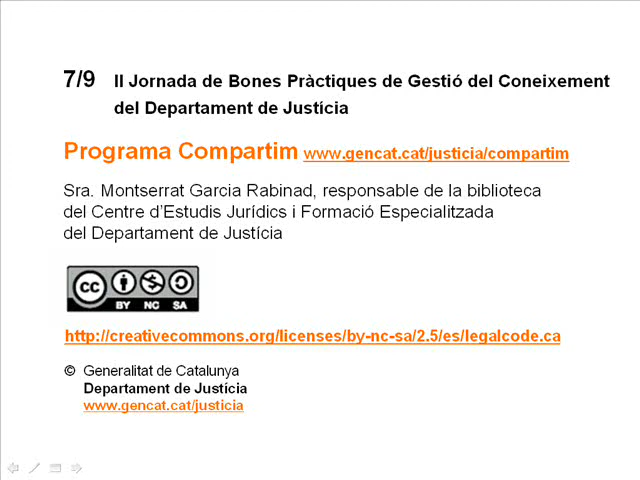 7/9 II Jornada de Bones Pràctiques de Gestió del Coneixement
del Departament de Justícia
Programa Compartim www.gencat.cat/justicia/compartim
Sra. Montserrat Garcia Rabinad, responsable de la biblioteca
del Centre d'Estudis Jurídics i Formació Especialitzada
del Departament de Justícia
cc BY NC SA
http://creativecommons.org/licenses/by-nc-sa/2.5/es/legalcode.ca
© Generalitat de Catalunya
Departament de Justícia
www.gencat.cat/justicia